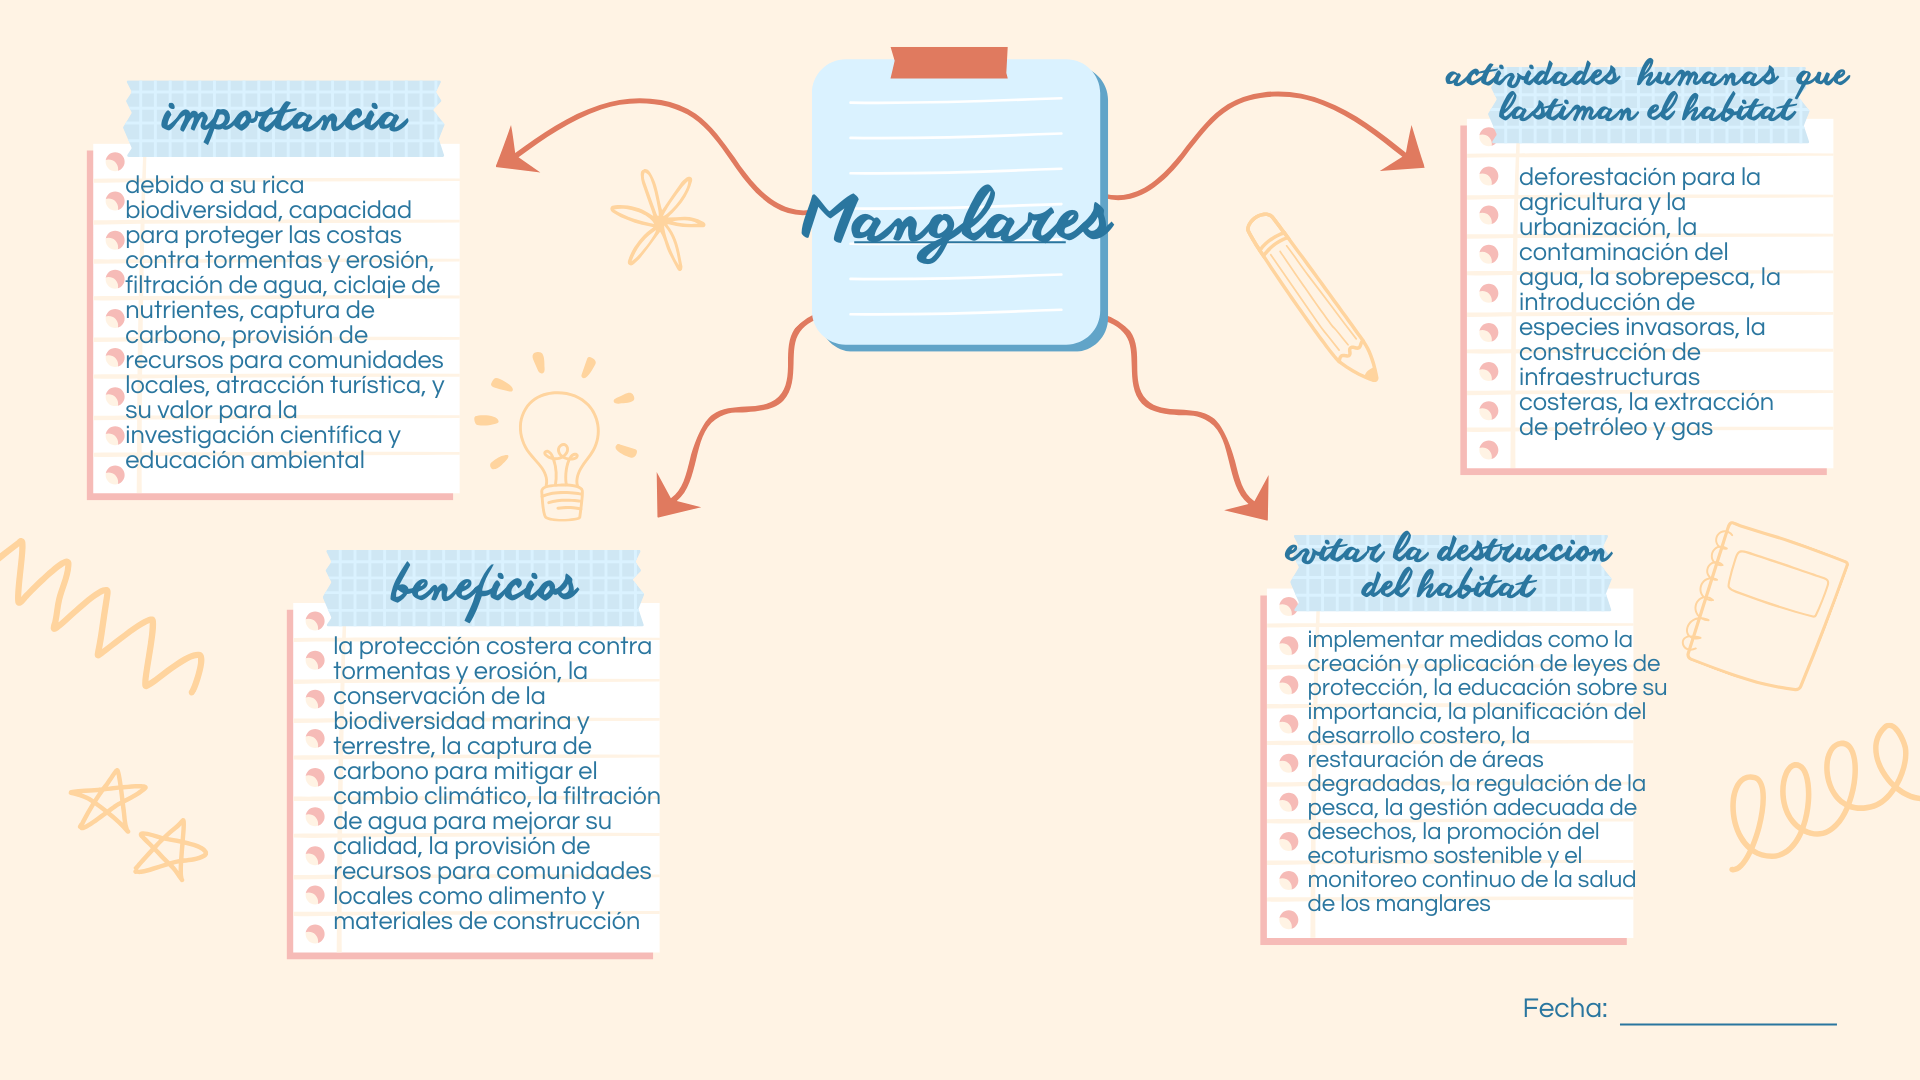 Manglares
importancia
debido a su rica
biodiversidad, capacidad
para proteger las costas
contra tormentas y erosión,
filtración de agua, ciclaje de
nutrientes, captura de
carbono, provisión de
recursos para comunidades
locales, atracción turística, y
su valor para la
investigación científica y
educación ambiental
actividades humanas que
lastiman el habitat
deforestación para la
agricultura y la
urbanización, la
contaminación del
agua, la sobrepesca, la
introducción de
especies invasoras, la
construcción de
infraestructuras
costeras, la extracción
de petróleo y gas
beneficios
la protección costera contra
tormentas y erosión, la
conservación de la
biodiversidad marina y
terrestre, la captura de
carbono para mitigar el
cambio climático, la filtración
de agua para mejorar su
calidad, la provisión de
recursos para comunidades
locales como alimento y
materiales de construcción
evitar la destruccion
del habitat
implementar medidas como la
creación y aplicación de leyes de
protección, la educación sobre su
importancia, la planificación del
desarrollo costero, la
restauración de áreas
degradadas, la regulación de la
pesca, la gestión adecuada de
desechos, la promoción del
ecoturismo sostenible y el
monitoreo continuo de la salud
de los manglares
Fecha: